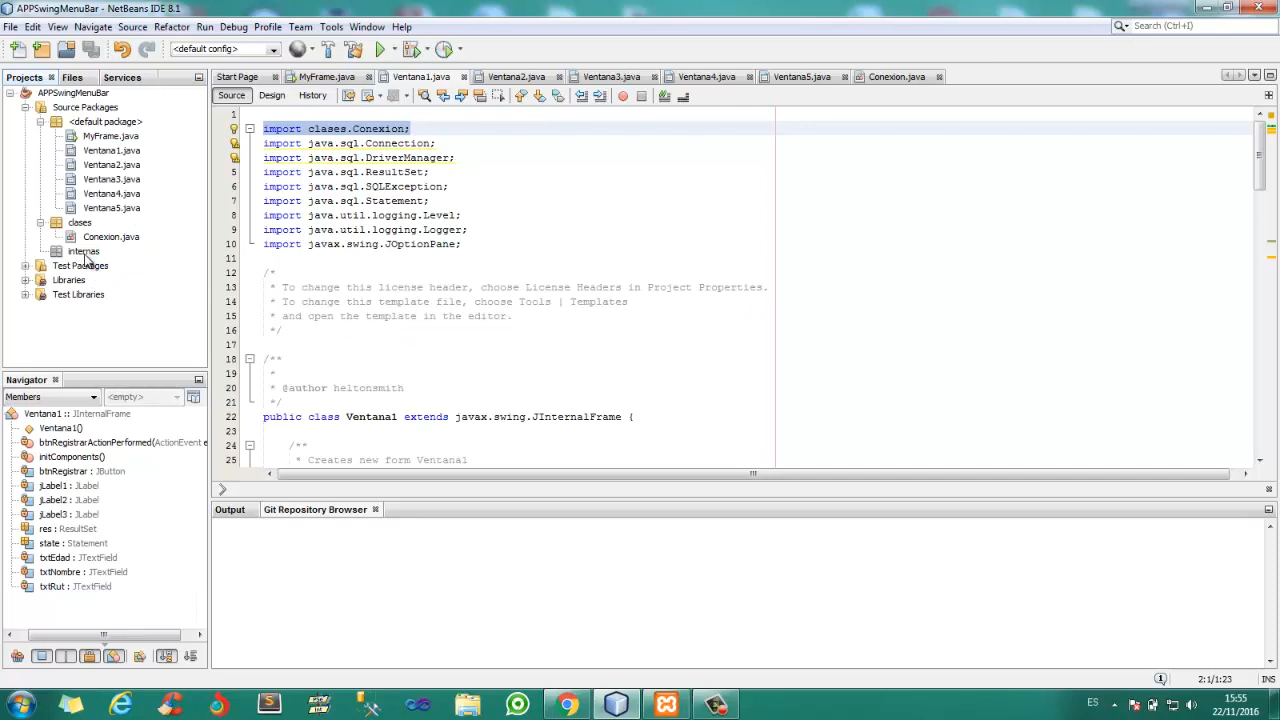 APPSwingMenuBar - NetBeans IDE 8.1
File Edit View Navigate Source Refactor Run Debug Profile Team Tools Window Help
Search (Ctrl+I)
<default config>
Projects Files Services
Start Page MyFrame.java Ventana1.java Ventana2.java Ventana3.java Ventana4.java Ventana5.java Conexion.java
Source Design History
APPSwingMenuBar
Source Packages
<default package>
MyFrame.java
Ventana1.java
Ventana2.java
Ventana3.java
Ventana4.java
Ventana5.java
clases
Conexion.java
internas
Test Packages
Libraries
Test Libraries
1
2 import clases.Conexion;
3 import java.sql.Connection;
4 import java.sql.DriverManager;
5 import java.sql.ResultSet;
6 import java.sql.SQLException;
7 import java.sql.Statement;
8 import java.util.logging.Level;
9 import java.util.logging.Logger;
10 import javax.swing.JOptionPane;
11
12 /*
13 * To change this license header, choose License Headers in Project Properties.
14 * To change this template file, choose Tools | Templates
15 * and open the template in the editor.
16 */
17
18 /**
19 *
20 * @author heltonsmith
21 */
22 public class Ventana1 extends javax.swing.JInternalFrame {
23
24 /**
25 * Creates new form Ventana1
Navigator
Members <empty>
Ventana1 :: JInternalFrame
Ventana1()
btnRegistrarActionPerformed(ActionEvent e
initComponents()
btnRegistrar : JButton
jLabel1 : JLabel
jLabel2 : JLabel
jLabel3 : JLabel
res : ResultSet
state : Statement
txtEdad : JTextField
txtNombre : JTextField
txtRut : JTextField
Output Git Repository Browser
2:1/1:23 INS
ES
15:55
22/11/2016